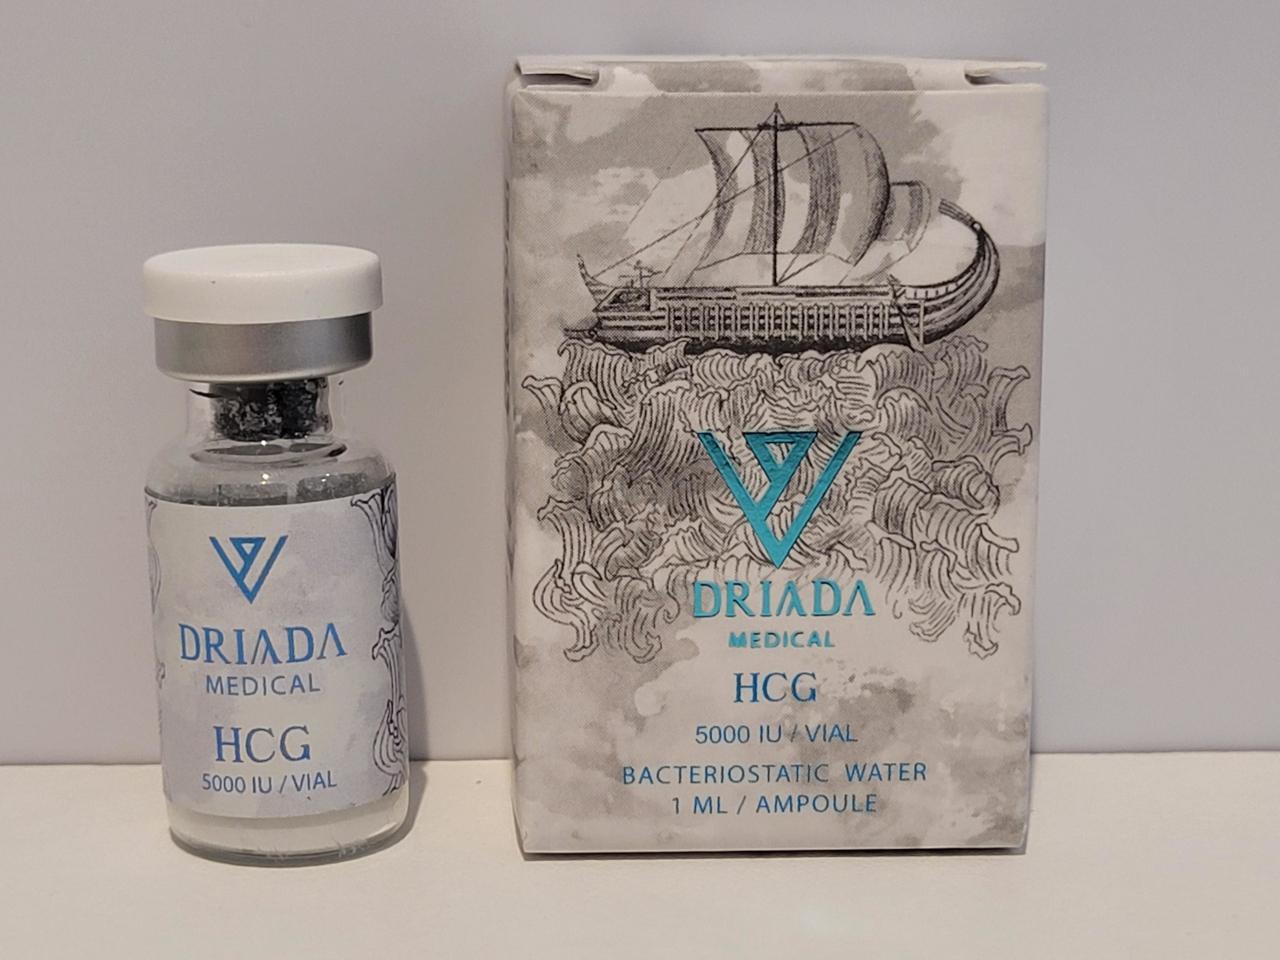 DRIADA
MEDICAL
HCG
5000 IU / VIAL
DRIADA
MEDICAL
HCG
5000 IU / VIAL
BACTERIOSTATIC WATER
1 ML / AMPOULE